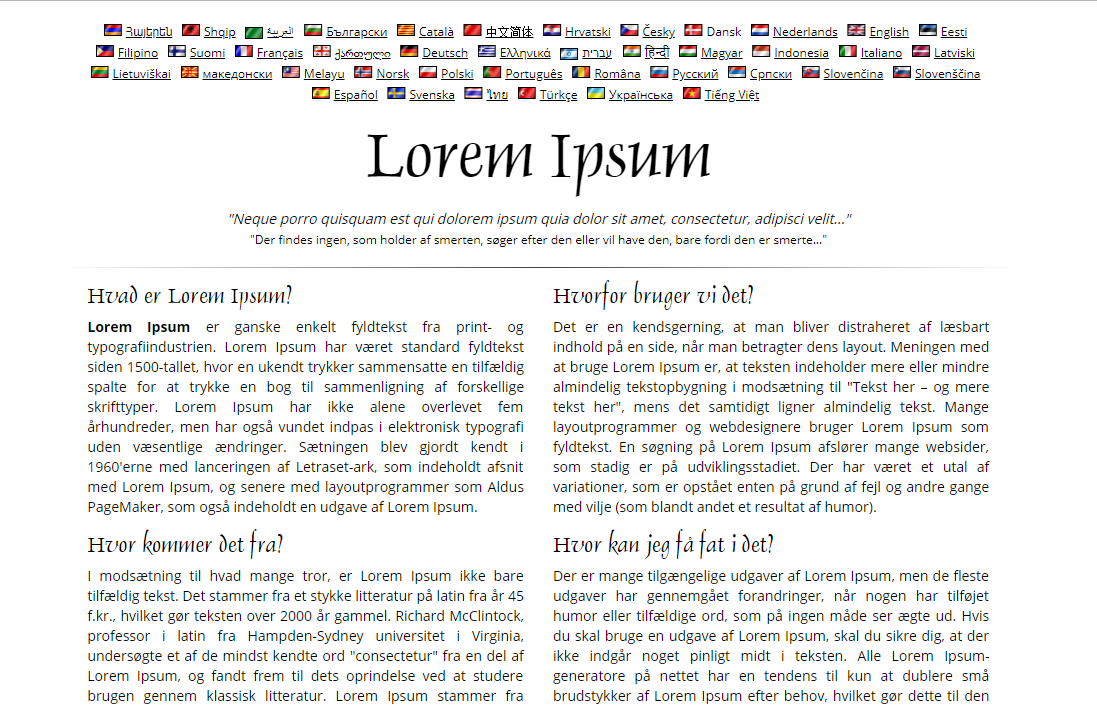 Հայերեն Shqip العربية Български Català 中文简体 Hrvatski Česky Dansk Nederlands English Eesti
Filipino Suomi Français ქართული Deutsch Ελληνικά עברית हिन्दी Magyar Indonesia Italiano Latviski
Lietuviškai македонски Melayu Norsk Polski Português Româna Русский Српски Slovenčina Slovenščina
Español Svenska ไทย Türkçe Українська Tiếng Việt
Lorem Ipsum
"Neque porro quisquam est qui dolorem ipsum quia dolor sit amet, consectetur, adipisci velit..."
"Der findes ingen, som holder af smerten, søger efter den eller vil have den, bare fordi den er smerte..."
Hvad er Lorem Ipsum?
Lorem Ipsum er ganske enkelt fyldtekst fra print- og
typografiindustrien. Lorem Ipsum har været standard fyldtekst
siden 1500-tallet, hvor en ukendt trykker sammensatte en tilfældig
spalte for at trykke en bog til sammenligning af forskellige
skrifttyper. Lorem Ipsum har ikke alene overlevet fem
århundreder, men har også vundet indpas i elektronisk typografi
uden væsentlige ændringer. Sætningen blev gjordt kendt i
1960'erne med lanceringen af Letraset-ark, som indeholdt afsnit
med Lorem Ipsum, og senere med layoutprogrammer som Aldus
PageMaker, som også indeholdt en udgave af Lorem Ipsum.
Hvorfor bruger vi det?
Det er en kendsgerning, at man bliver distraheret af læsbart
indhold på en side, når man betragter dens layout. Meningen med
at bruge Lorem Ipsum er, at teksten indeholder mere eller mindre
almindelig tekstopbygning i modsætning til "Tekst her – og mere
tekst her", mens det samtidigt ligner almindelig tekst. Mange
layoutprogrammer og webdesignere bruger Lorem Ipsum som
fyldtekst. En søgning på Lorem Ipsum afslører mange websider,
som stadig er på udviklingsstadiet. Der har været et utal af
variationer, som er opstået enten på grund af fejl og andre gange
med vilje (som blandt andet et resultat af humor).
Hvor kommer det fra?
I modsætning til hvad mange tror, er Lorem Ipsum ikke bare
tilfældig tekst. Det stammer fra et stykke litteratur på latin fra år 45
f.kr., hvilket gør teksten over 2000 år gammel. Richard McClintock,
professor i latin fra Hampden-Sydney universitet i Virginia,
undersøgte et af de mindst kendte ord "consectetur" fra en del af
Lorem Ipsum, og fandt frem til dets oprindelse ved at studere
brugen gennem klassisk litteratur. Lorem Ipsum stammer fra
Hvor kan jeg få fat i det?
Der er mange tilgængelige udgaver af Lorem Ipsum, men de fleste
udgaver har gennemgået forandringer, når nogen har tilføjet
humor eller tilfældige ord, som på ingen måde ser ægte ud. Hvis
du skal bruge en udgave af Lorem Ipsum, skal du sikre dig, at der
ikke indgår noget pinligt midt i teksten. Alle Lorem Ipsum-
generatore på nettet har en tendens til kun at dublere små
brudstykker af Lorem Ipsum efter behov, hvilket gør dette til den